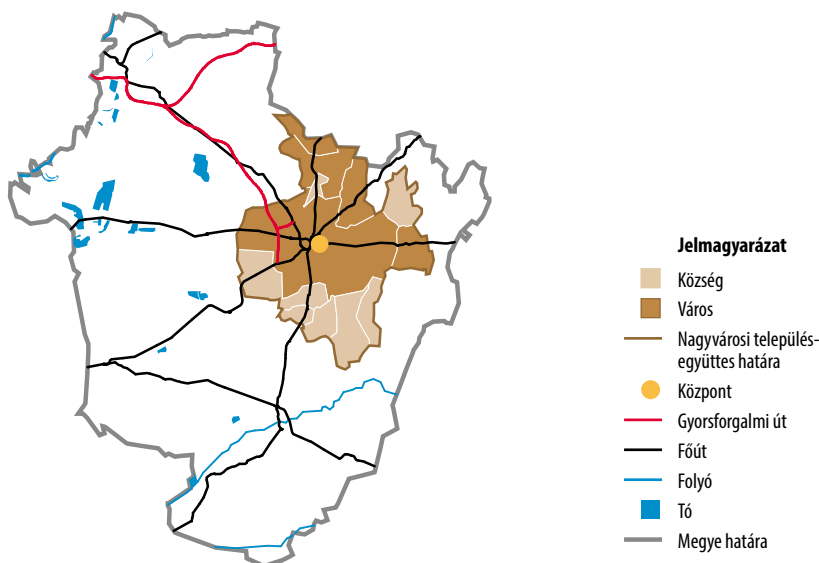 Jelmagyarázat
Község
Város
Nagyvárosi település-
együttes határa
Központ
Gyorsforgalmi út
Főút
Folyó
Tó
Megye határa